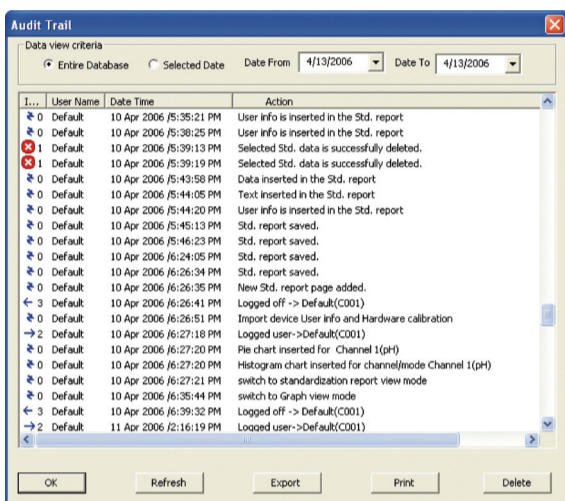 Audit Trail
Data view criteria
Entire Database Selected Date Date From 4/13/2006 Date To 4/13/2006
I... User Name Date Time Action
0 Default 10 Apr 2006 /5:35:21 PM User info is inserted in the Std. report
0 Default 10 Apr 2006 /5:38:25 PM User info is inserted in the Std. report
1 Default 10 Apr 2006 /5:39:13 PM Selected Std. data is successfully deleted.
1 Default 10 Apr 2006 /5:39:19 PM Selected Std. data is successfully deleted.
0 Default 10 Apr 2006 /5:43:58 PM Data inserted in the Std. report
0 Default 10 Apr 2006 /5:44:05 PM Text inserted in the Std. report
0 Default 10 Apr 2006 /5:44:20 PM User info is inserted in the Std. report
0 Default 10 Apr 2006 /5:45:13 PM Std. report saved.
0 Default 10 Apr 2006 /5:46:23 PM Std. report saved.
0 Default 10 Apr 2006 /6:24:05 PM Std. report saved.
0 Default 10 Apr 2006 /6:26:34 PM Std. report saved.
0 Default 10 Apr 2006 /6:26:35 PM New Std. report page added.
3 Default 10 Apr 2006 /6:26:41 PM Logged off -> Default(C001)
0 Default 10 Apr 2006 /6:26:51 PM Import device User info and Hardware calibration
2 Default 10 Apr 2006 /6:27:18 PM Logged user->Default(C001)
0 Default 10 Apr 2006 /6:27:20 PM Pie chart inserted for Channel 1(pH)
0 Default 10 Apr 2006 /6:27:20 PM Histogram chart inserted for channel/mode Channel 1(pH)
0 Default 10 Apr 2006 /6:27:21 PM switch to standardization report view mode
0 Default 10 Apr 2006 /6:35:44 PM switch to Graph view mode
3 Default 10 Apr 2006 /6:39:32 PM Logged off -> Default(C001)
2 Default 11 Apr 2006 /2:16:19 PM Logged user->Default(C001)
OK Refresh Export Print Delete